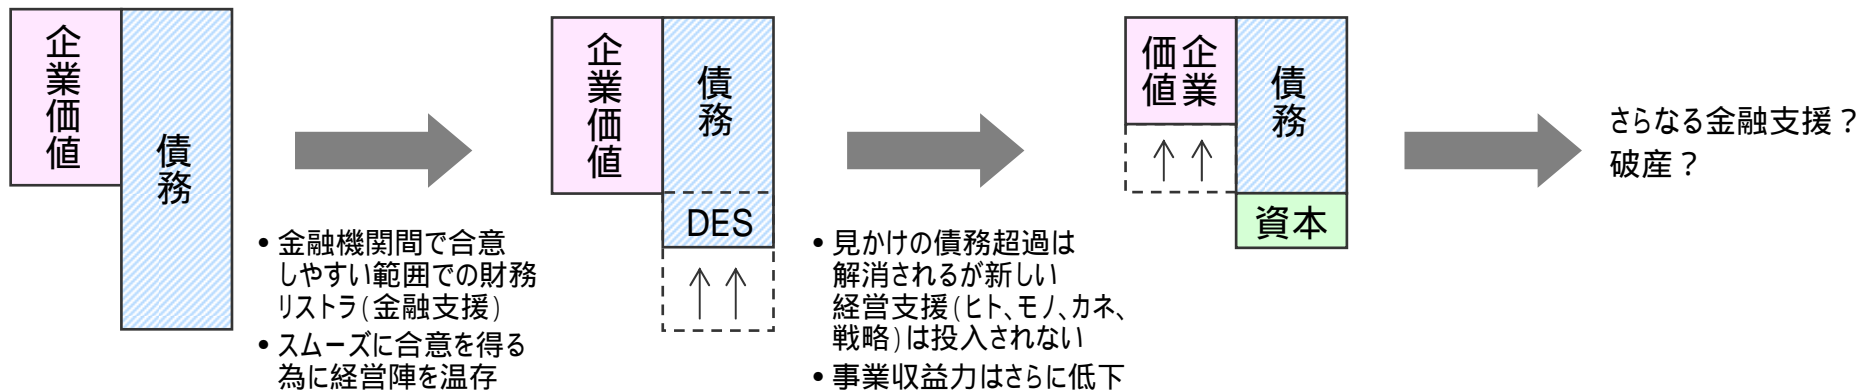 企業価値
債務
• 金融機関間で合意
しやすい範囲での財務
リストラ(金融支援)
• スムーズに合意を得る
為に経営陣を温存
企業価値
債務
DES
↑↑
• 見かけの債務超過は
解消されるが新しい
経営支援(ヒト、モノ、カネ、
戦略)は投入されない
• 事業収益力はさらに低下
企業
価値
↑↑
債務
資本
さらなる金融支援？
破産？